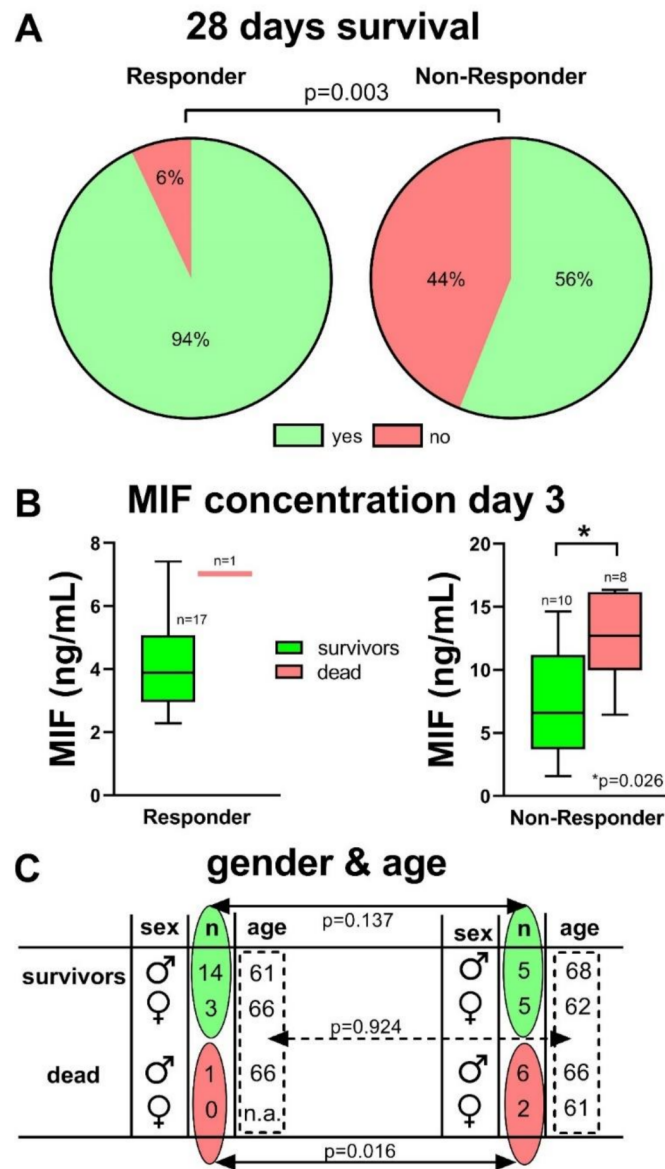 A 28 days survival
Responder Non-Responder
p=0.003
6%
94%
44% 56%
yes no
B MIF concentration day 3
MIF (ng/mL)
8
6
4
2
0
n=17
n=1
Responder
survivors
dead
MIF (ng/mL)
20
15
10
5
0
*
n=10
n=8
*p=0.026
Non-Responder
C gender & age
p=0.137
sex n age sex n age
survivors ♂ 14 61 ♂ 5 68
♀ 3 66 ♀ 5 62
p=0.924
dead ♂ 1 66 ♂ 6 66
♀ 0 n.a. ♀ 2 61
p=0.016